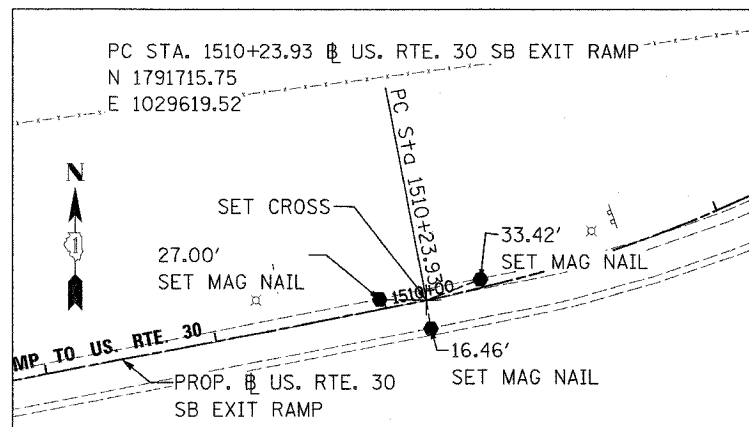 PC STA. 1510+23.93 ⅊ US. RTE. 30 SB EXIT RAMP
N 1791715.75
E 1029619.52
PC Sta 1510+23.93
N
1
SET CROSS
27.00'
SET MAG NAIL
33.42'
SET MAG NAIL
1510+00
MP TO US. RTE. 30
16.46'
SET MAG NAIL
PROP. ⅊ US. RTE. 30
SB EXIT RAMP